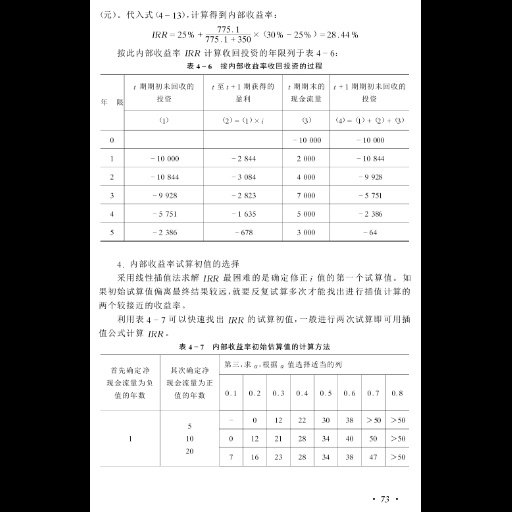 (元)。代入式(4-13),计算得到内部收益率:
IRR=25%+ 775.1/(775.1+350) ×(30%-25%)=28.44%
按此内部收益率 IRR 计算收回投资的年限列于表 4-6:
表 4-6 按内部收益率收回投资的过程
年 限 t 期期初未回收的投资 t 至 t+1 期获得的盈利 t 期期末的现金流量 t+1 期期初未回收的投资
(1) (2)=(1)×i (3) (4)=(1)+(2)+(3)
0 -10 000 -10 000
1 -10 000 -2 844 2 000 -10 844
2 -10 844 -3 084 4 000 -9 928
3 -9 928 -2 823 7 000 -5 751
4 -5 751 -1 635 5 000 -2 386
5 -2 386 -678 3 000 -64
4. 内部收益率试算初值的选择
采用线性插值法求解 IRR 最困难的是确定修正 i 值的第一个试算值。如
果初始试算值偏离最终结果较远,就要反复试算多次才能找出进行插值计算的
两个较接近的收益率。
利用表 4-7 可以快速找出 IRR 的试算初值,一般进行两次试算即可用插
值公式计算 IRR。
表 4-7 内部收益率初始估算值的计算方法
首先确定净现金流量为负值的年数 其次确定净现金流量为正值的年数 第三,求 a,根据 a 值选择适当的列
0.1 0.2 0.3 0.4 0.5 0.6 0.7 0.8
1
5 - 0 12 22 30 38 >50 >50
10 0 12 21 28 34 40 50 >50
20 7 16 23 28 34 38 47 >50
· 73 ·